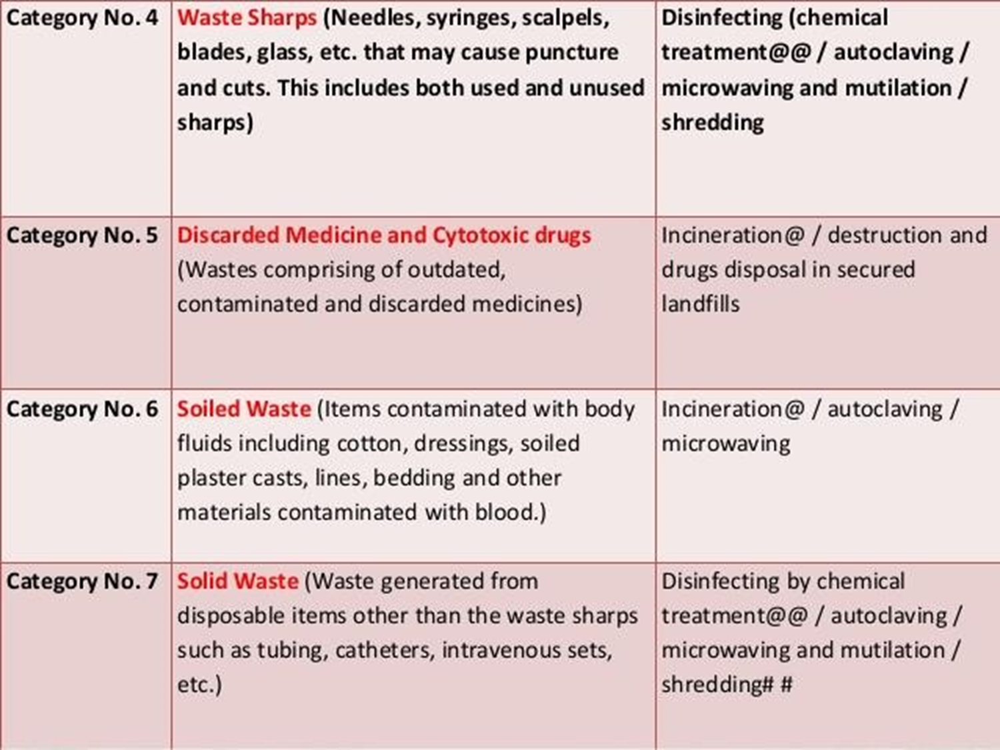 Category No. 4
Waste Sharps (Needles, syringes, scalpels,
blades, glass, etc. that may cause puncture
and cuts. This includes both used and unused
sharps)
Disinfecting (chemical
treatment@@ / autoclaving /
microwaving and mutilation /
shredding
Category No. 5
Discarded Medicine and Cytotoxic drugs
(Wastes comprising of outdated,
contaminated and discarded medicines)
Incineration@ / destruction and
drugs disposal in secured
landfills
Category No. 6
Soiled Waste (Items contaminated with body
fluids including cotton, dressings, soiled
plaster casts, lines, bedding and other
materials contaminated with blood.)
Incineration@ / autoclaving /
microwaving
Category No. 7
Solid Waste (Waste generated from
disposable items other than the waste sharps
such as tubing, catheters, intravenous sets,
etc.)
Disinfecting by chemical
treatment@@ / autoclaving /
microwaving and mutilation /
shredding# #